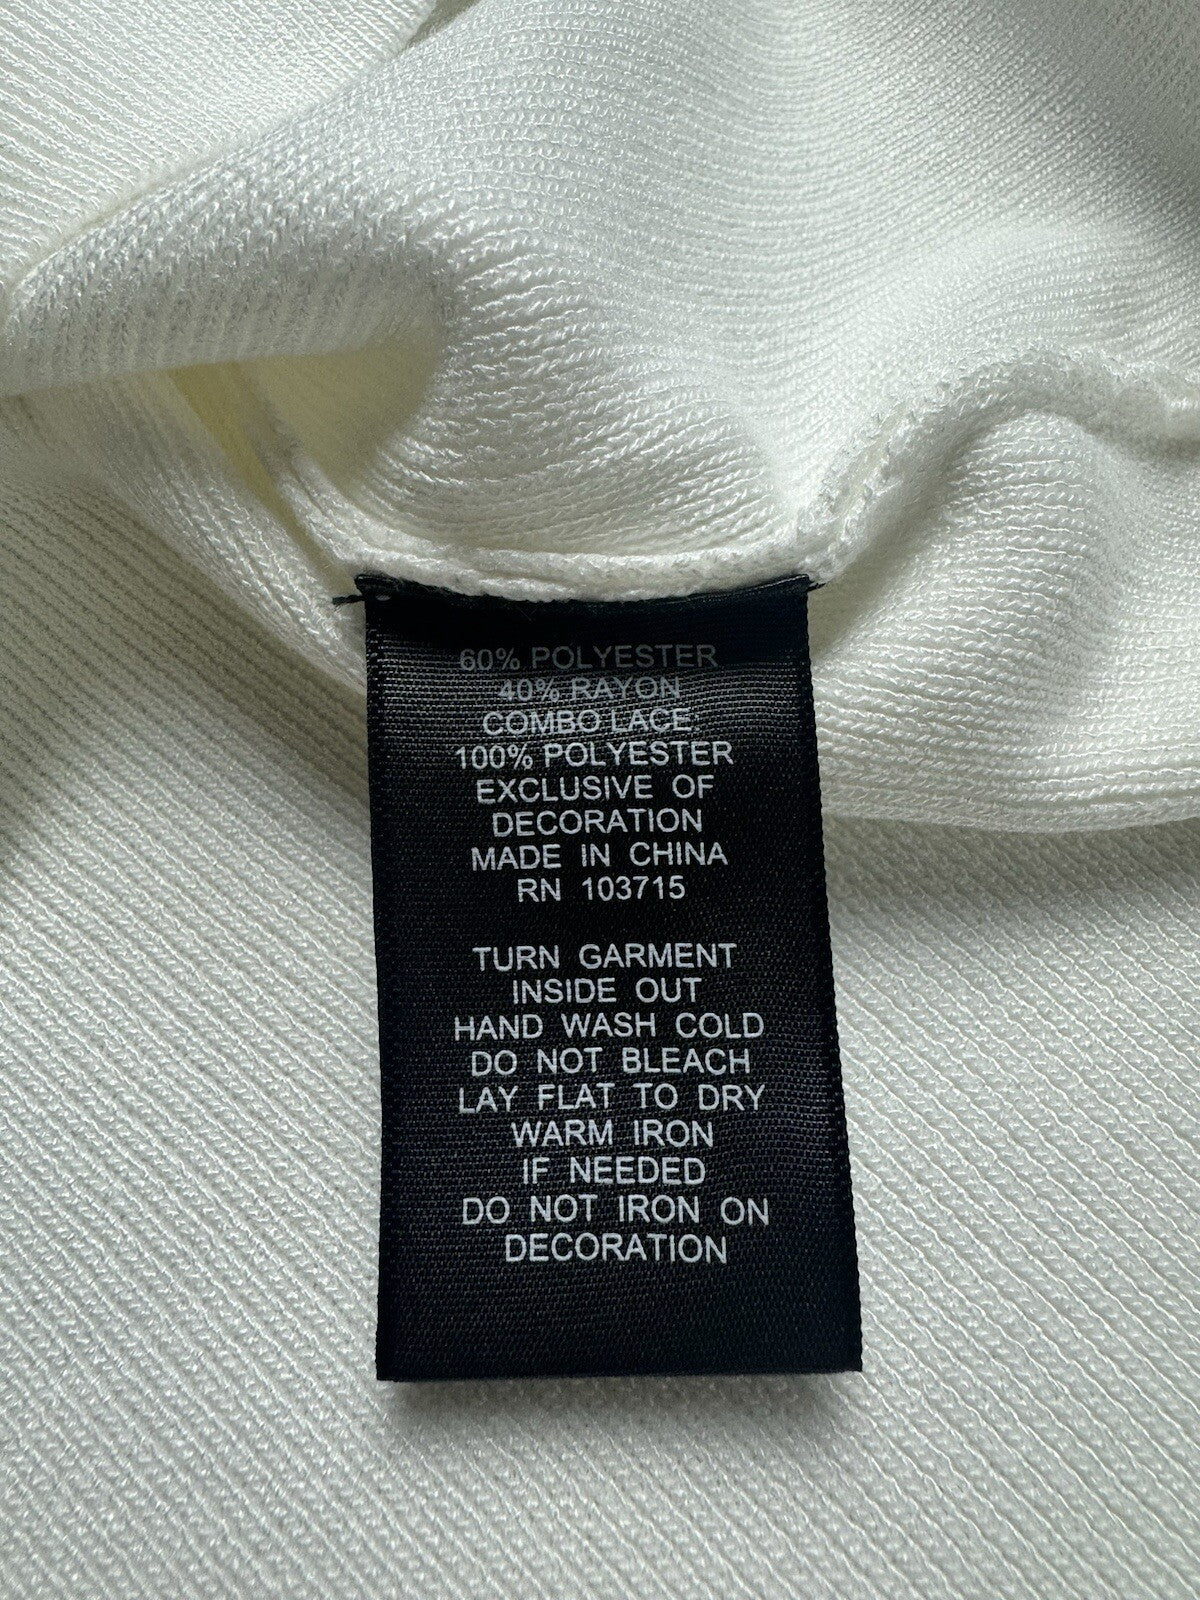 60% POLYESTER
40% RAYON
COMBO LACE:
100% POLYESTER
EXCLUSIVE OF
DECORATION
MADE IN CHINA
RN 103715
TURN GARMENT
INSIDE OUT
HAND WASH COLD
DO NOT BLEACH
LAY FLAT TO DRY
WARM IRON
IF NEEDED
DO NOT IRON ON
DECORATION